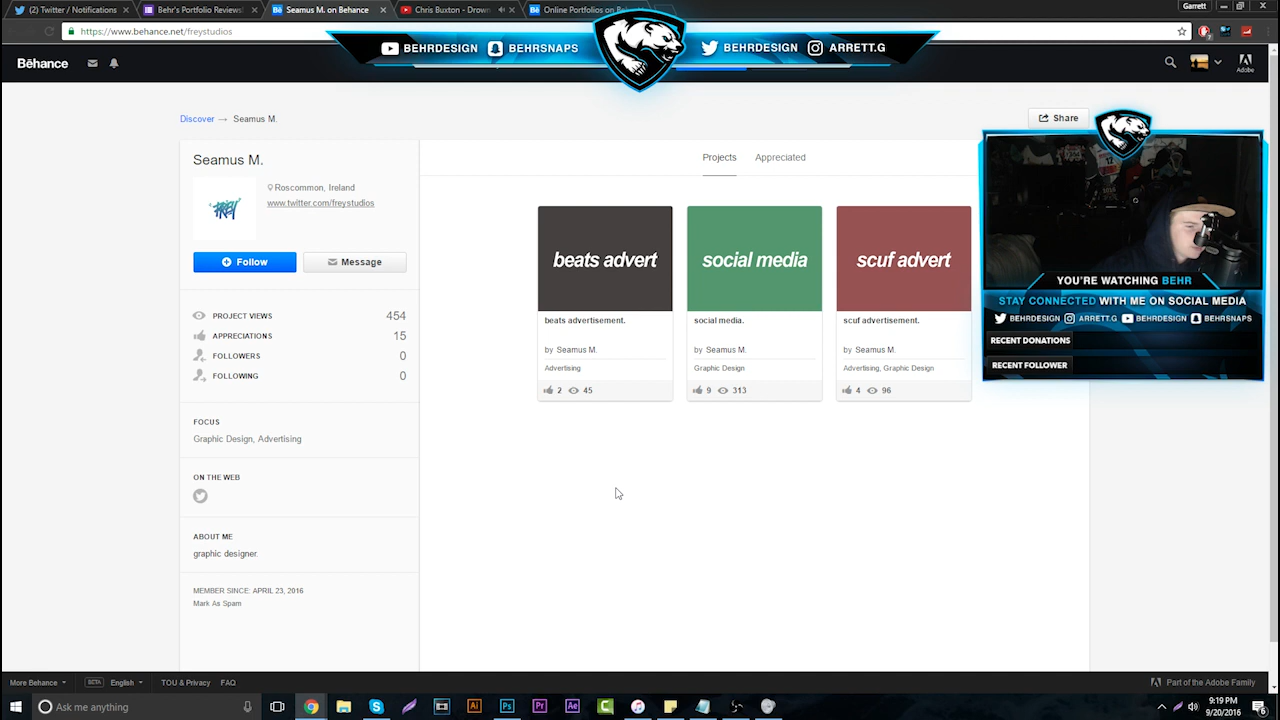 (2) Twitter / Notifications
Behr's Portfolio Reviews
Seamus M. on Behance
Chris Buxton - Drown
Online Portfolios on Be
Garrett
https://www.behance.net/freystudios
BEHRDESIGN BEHRSNAPS
BEHRDESIGN ARRETT.G
Bēhance
Adobe
Discover → Seamus M.
Share
Seamus M.
Projects Appreciated
Roscommon, Ireland
www.twitter.com/freystudios
FREY
Follow
Message
beats advert
social media
scuf advert
YOU'RE WATCHING BEHR
STAY CONNECTED WITH ME ON SOCIAL MEDIA
BEHRDESIGN ARRETT.G BEHRDESIGN BEHRSNAPS
RECENT DONATIONS
RECENT FOLLOWER
PROJECT VIEWS 454
APPRECIATIONS 15
FOLLOWERS 0
FOLLOWING 0
beats advertisement.
by Seamus M.
Advertising
2 45
social media.
by Seamus M.
Graphic Design
9 313
scuf advertisement.
by Seamus M.
Advertising, Graphic Design
4 96
FOCUS
Graphic Design, Advertising
ON THE WEB
ABOUT ME
graphic designer.
MEMBER SINCE: APRIL 23, 2016
Mark As Spam
More Behance BETA English TOU & Privacy FAQ
Part of the Adobe Family
Ask me anything
9:19 PM
9/20/2016